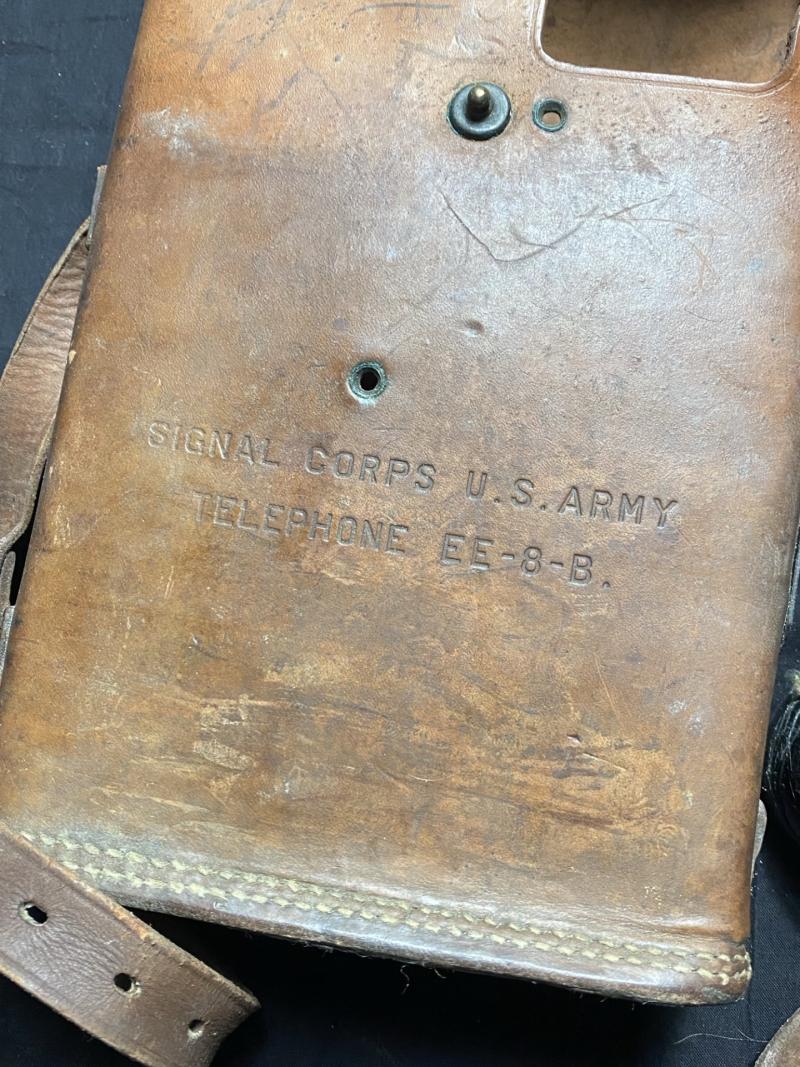 SIGNAL CORPS U.S. ARMY
TELEPHONE EE-8-B.